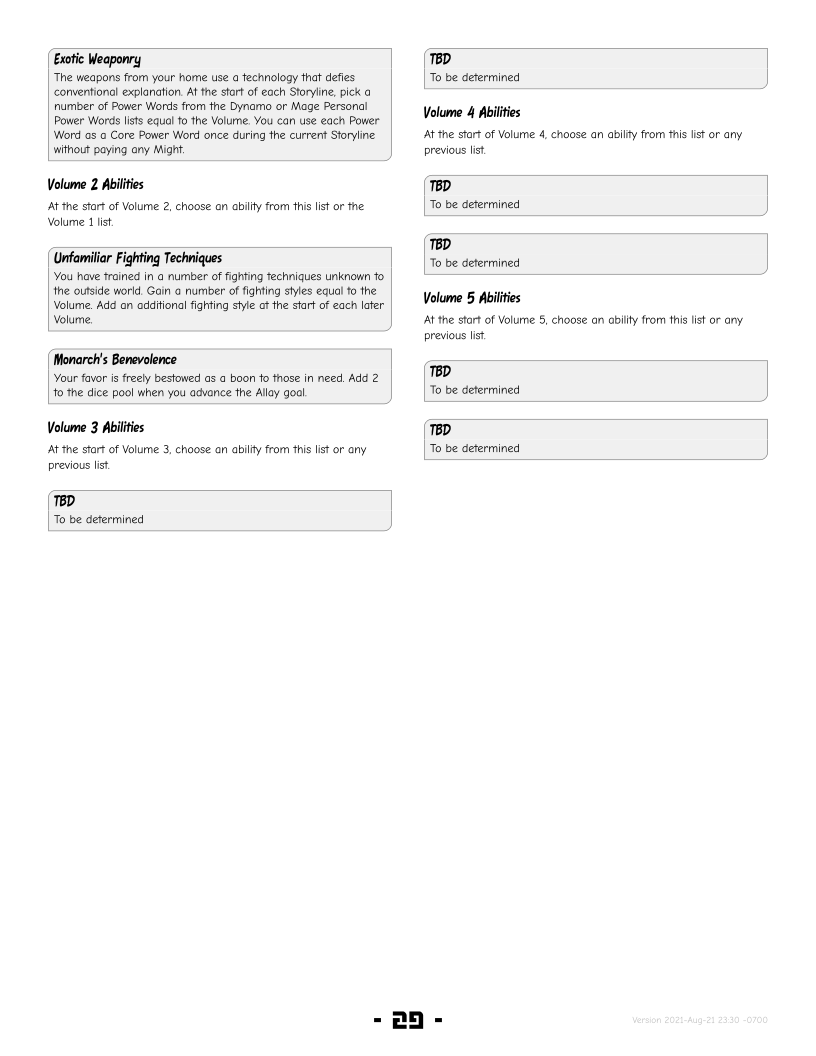 Exotic Weaponry
The weapons from your home use a technology that defies
conventional explanation. At the start of each Storyline, pick a
number of Power Words from the Dynamo or Mage Personal
Power Words lists equal to the Volume. You can use each Power
Word as a Core Power Word once during the current Storyline
without paying any Might.
Volume 2 Abilities
At the start of Volume 2, choose an ability from this list or the
Volume 1 list.
Unfamiliar Fighting Techniques
You have trained in a number of fighting techniques unknown to
the outside world. Gain a number of fighting styles equal to the
Volume. Add an additional fighting style at the start of each later
Volume.
Monarch's Benevolence
Your favor is freely bestowed as a boon to those in need. Add 2
to the dice pool when you advance the Allay goal.
Volume 3 Abilities
At the start of Volume 3, choose an ability from this list or any
previous list.
TBD
To be determined
TBD
To be determined
Volume 4 Abilities
At the start of Volume 4, choose an ability from this list or any
previous list.
TBD
To be determined
TBD
To be determined
Volume 5 Abilities
At the start of Volume 5, choose an ability from this list or any
previous list.
TBD
To be determined
TBD
To be determined
- 29 -
Version 2021-Aug-21 23:30 -0700